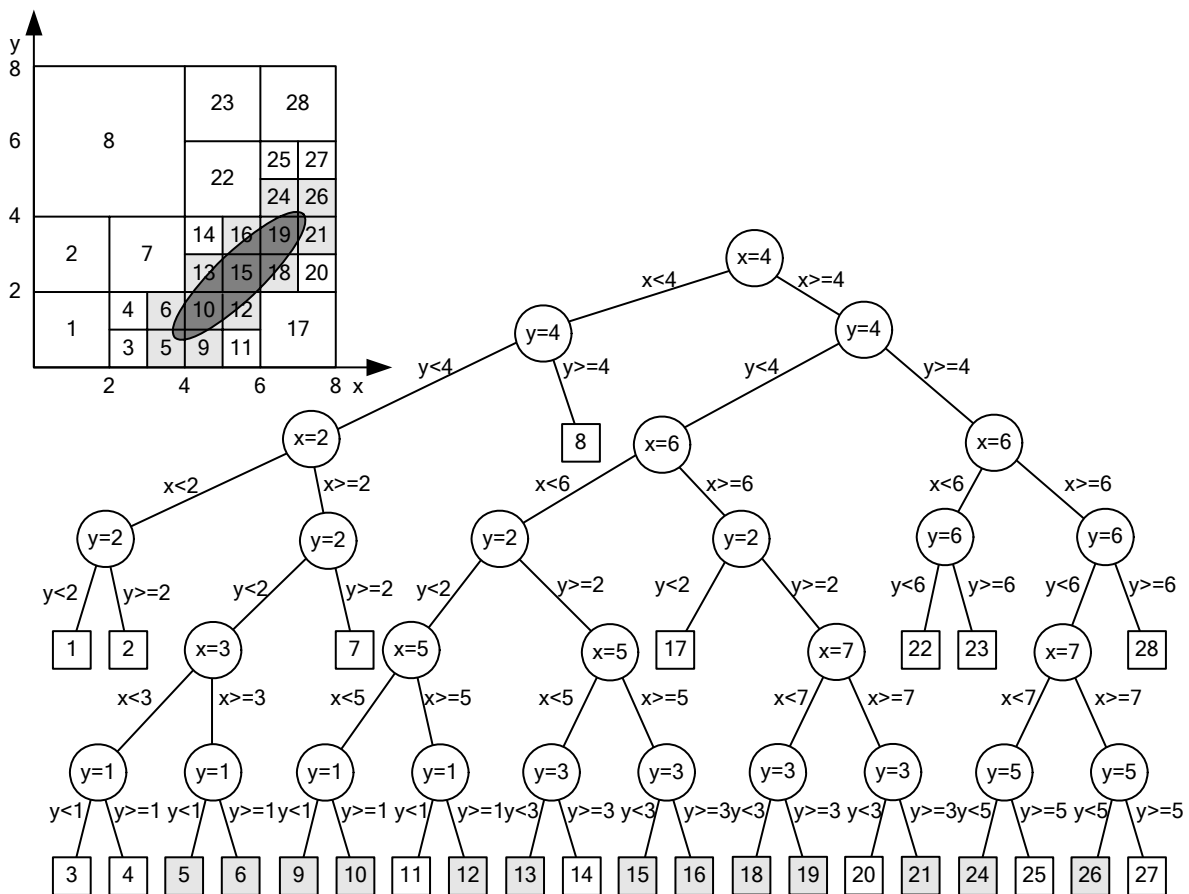 y
8
23 28
8
6
25 27
22
24 26
4
14 16 19 21
2 7
13 15 18 20
2
4 6 10 12
1 17
3 5 9 11
2 4 6 8 x
x=4
x<4 x>=4
y=4 y=4
y<4 y>=4 y<4 y>=4
x=2 8 x=6 x=6
x<2 x>=2 x<6 x>=6 x<6 x>=6
y=2 y=2 y=2 y=2 y=6 y=6
y<2 y>=2 y<2 y>=2 y<2 y>=2 y<2 y>=2 y<6 y>=6 y<6 y>=6
1 2 x=3 7 x=5 x=5 17 x=7 22 23 x=7 28
x<3 x>=3 x<5 x>=5 x<5 x>=5 x<7 x>=7 x<7 x>=7
y=1 y=1 y=1 y=1 y=3 y=3 y=3 y=3 y=5 y=5
y<1 y>=1 y<1 y>=1 y<1 y>=1 y<1 y>=1 y<3 y>=3 y<3 y>=3 y<3 y>=3 y<3 y>=3 y<5 y>=5 y<5 y>=5
3 4 5 6 9 10 11 12 13 14 15 16 18 19 20 21 24 25 26 27